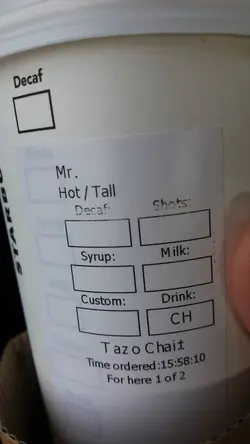 Decaf
Mr.
Hot / Tall
Decaf: Shots:
Syrup: Milk:
Custom: Drink:
CH
Tazo Chait
Time ordered:15:58:10
For here 1 of 2